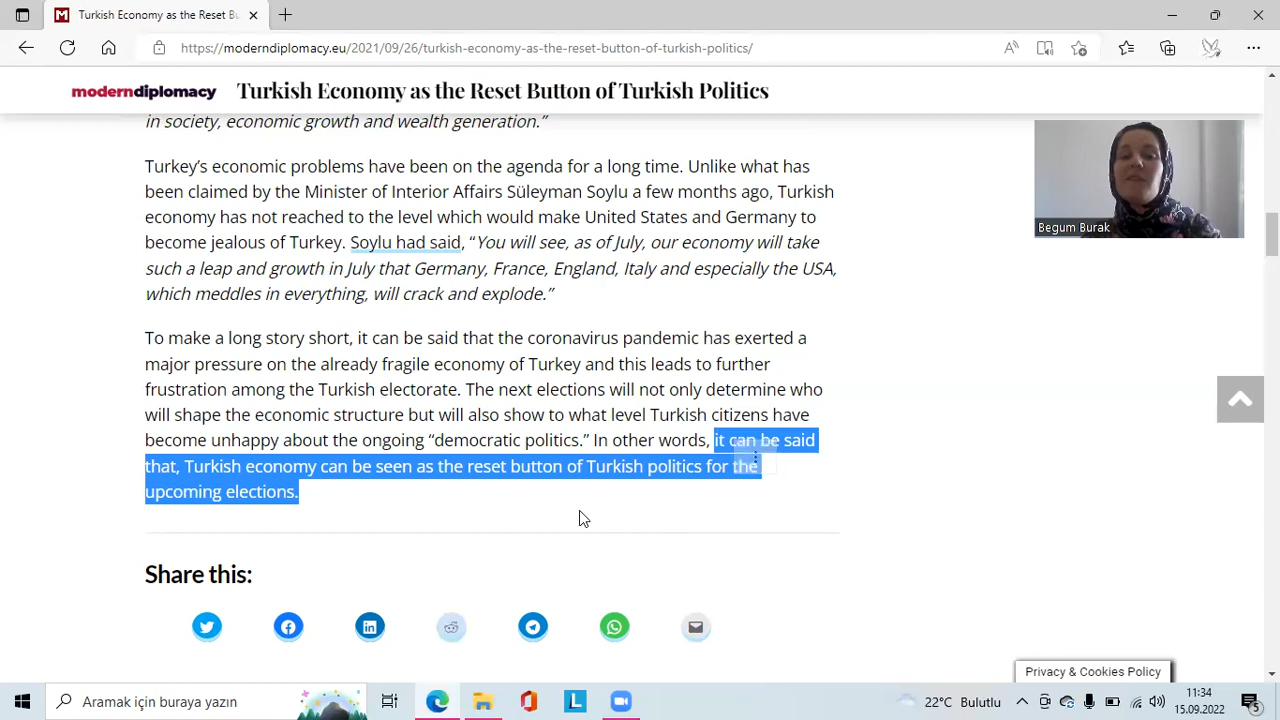 Turkish Economy as the Reset Bu
https://moderndiplomacy.eu/2021/09/26/turkish-economy-as-the-reset-button-of-turkish-politics/
moderndiplomacy
Turkish Economy as the Reset Button of Turkish Politics
in society, economic growth and wealth generation.”
Turkey’s economic problems have been on the agenda for a long time. Unlike what has
been claimed by the Minister of Interior Affairs Süleyman Soylu a few months ago, Turkish
economy has not reached to the level which would make United States and Germany to
become jealous of Turkey. Soylu had said, “You will see, as of July, our economy will take
such a leap and growth in July that Germany, France, England, Italy and especially the USA,
which meddles in everything, will crack and explode.”
To make a long story short, it can be said that the coronavirus pandemic has exerted a
major pressure on the already fragile economy of Turkey and this leads to further
frustration among the Turkish electorate. The next elections will not only determine who
will shape the economic structure but will also show to what level Turkish citizens have
become unhappy about the ongoing “democratic politics.” In other words, it can be said
that, Turkish economy can be seen as the reset button of Turkish politics for the
upcoming elections.
Share this:
Begum Burak
Privacy & Cookies Policy
Aramak için buraya yazın
22°C Bulutlu
11:34
15.09.2022
5